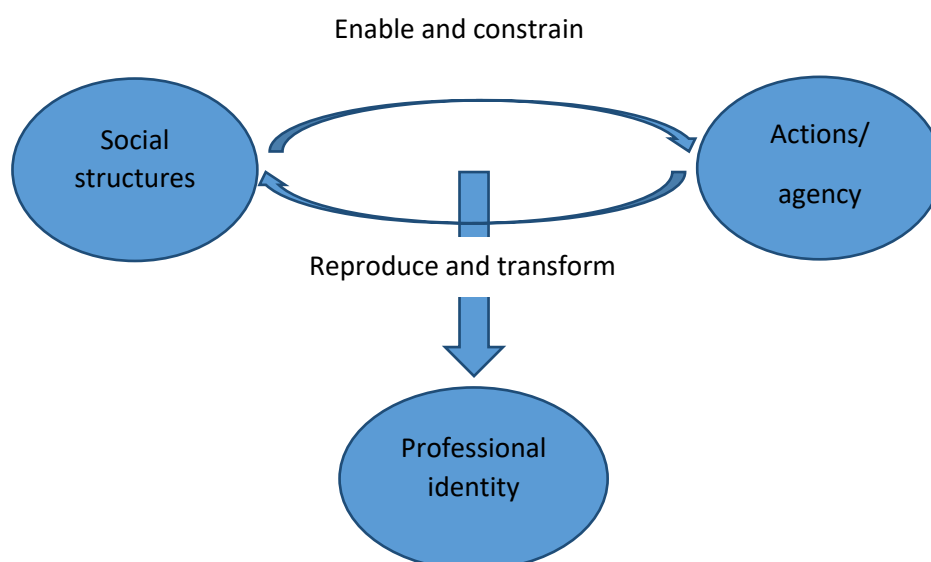 Enable and constrain
Social
structures
Actions/
agency
Reproduce and transform
Professional
identity